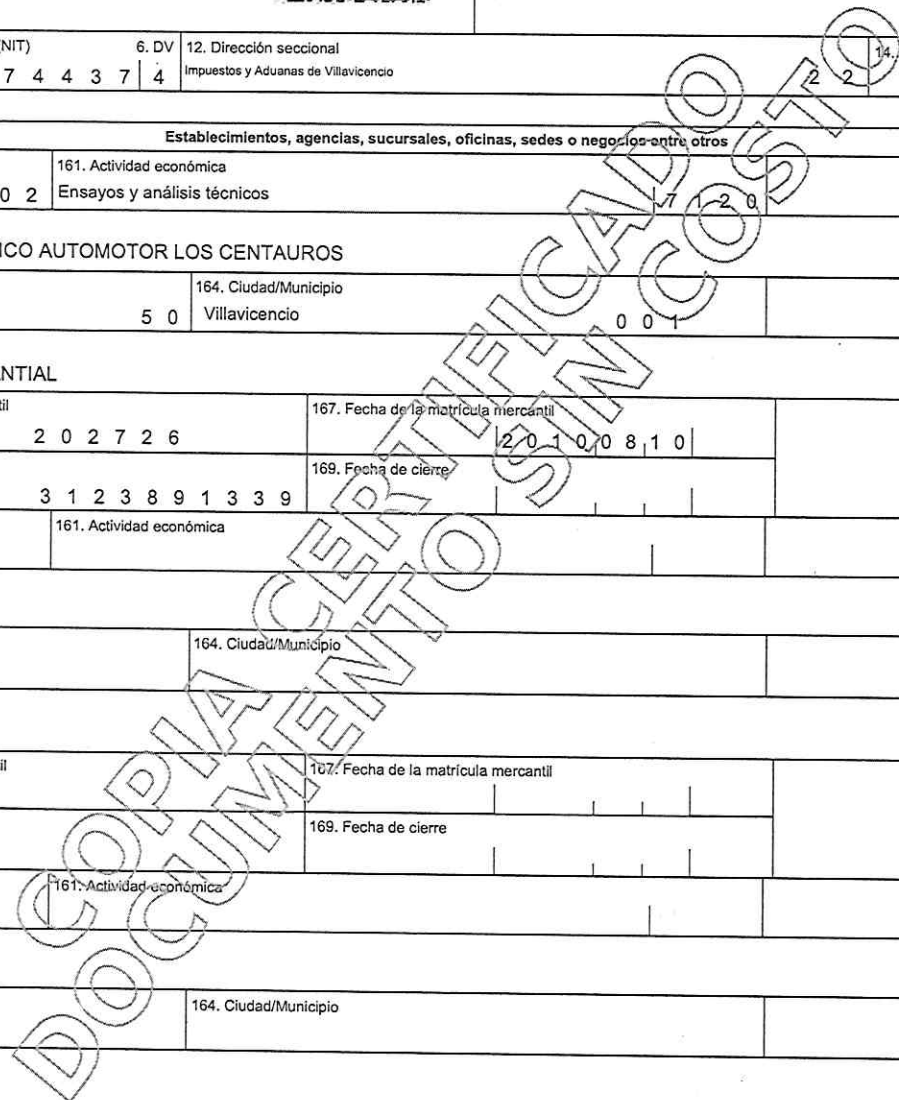 NIT) 6. DV 12. Dirección seccional 14.
7 4 4 3 7 4 Impuestos y Aduanas de Villavicencio 2 2
Establecimientos, agencias, sucursales, oficinas, sedes o negocios entre otros
161. Actividad económica
0 2 Ensayos y análisis técnicos 7 1 2 0
ICO AUTOMOTOR LOS CENTAUROS
164. Ciudad/Municipio
5 0 Villavicencio 0 0 1
NTIAL
til 167. Fecha de la matrícula mercantil
2 0 2 7 2 6 2 0 1 0 0 8 1 0
169. Fecha de cierre
3 1 2 3 8 9 1 3 3 9
161. Actividad económica
164. Ciudad/Municipio
il 167. Fecha de la matrícula mercantil
169. Fecha de cierre
161. Actividad económica
164. Ciudad/Municipio
COPIA CERTIFICADO
DOCUMENTO SIN COSTO